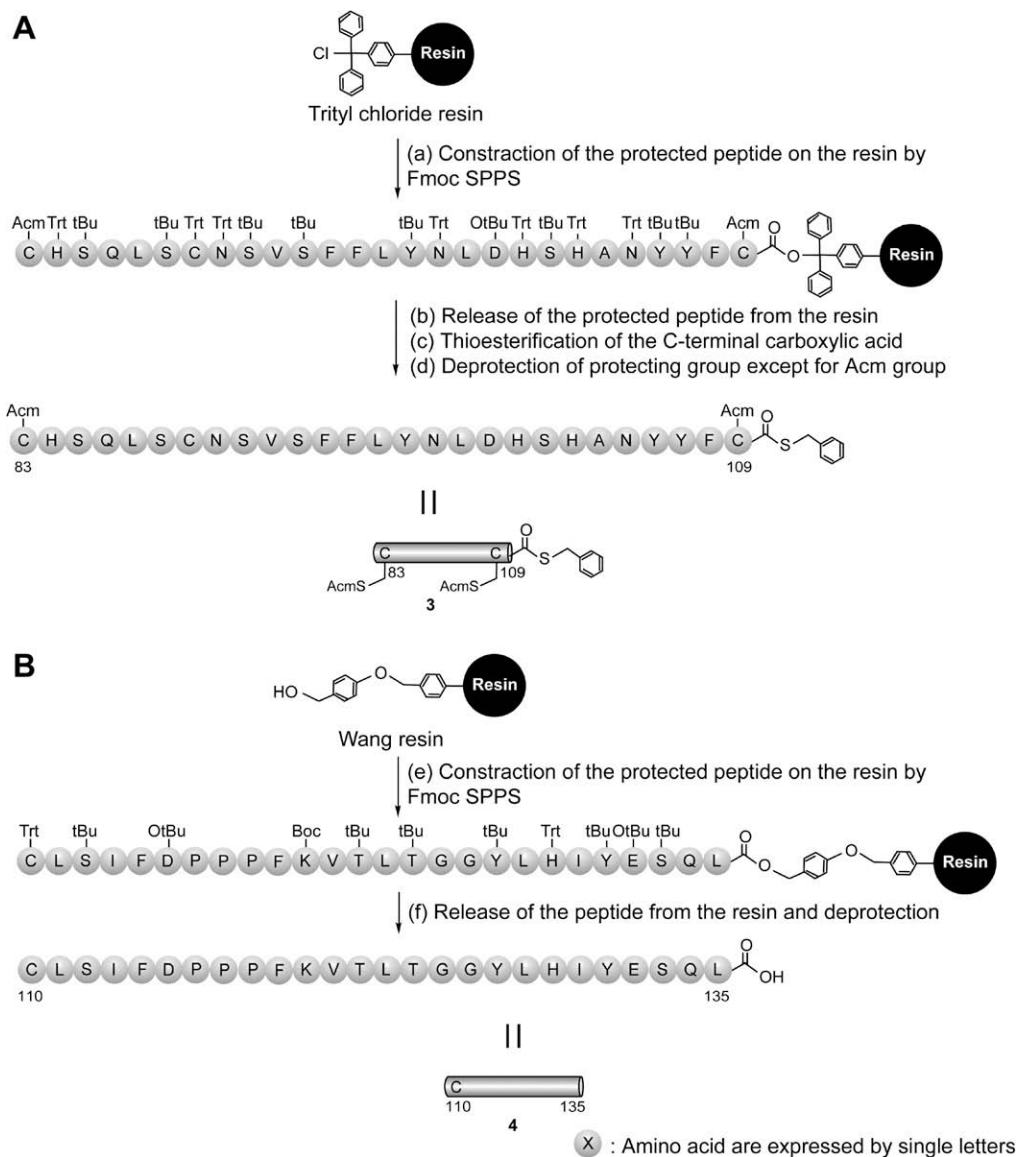 A
Cl
Resin
Trityl chloride resin
(a) Constraction of the protected peptide on the resin by
Fmoc SPPS
Acm Trt tBu tBu Trt Trt tBu tBu tBu Trt OtBu Trt tBu Trt Trt tBu tBu Acm
C H S Q L S C N S V S F F L Y N L D H S H A N Y Y F C O O Resin
(b) Release of the protected peptide from the resin
(c) Thioesterification of the C-terminal carboxylic acid
(d) Deprotection of protecting group except for Acm group
Acm Acm
C H S Q L S C N S V S F F L Y N L D H S H A N Y Y F C O S
83 109
C C O S
83 109
AcmS AcmS
3
B
HO O Resin
Wang resin
(e) Constraction of the protected peptide on the resin by
Fmoc SPPS
Trt tBu OtBu Boc tBu tBu tBu Trt tBu OtBu tBu
C L S I F D P P P F K V T L T G G Y L H I Y E S Q L O O O Resin
(f) Release of the peptide from the resin and deprotection
C L S I F D P P P F K V T L T G G Y L H I Y E S Q L O OH
110 135
C
110 135
4
X : Amino acid are expressed by single letters